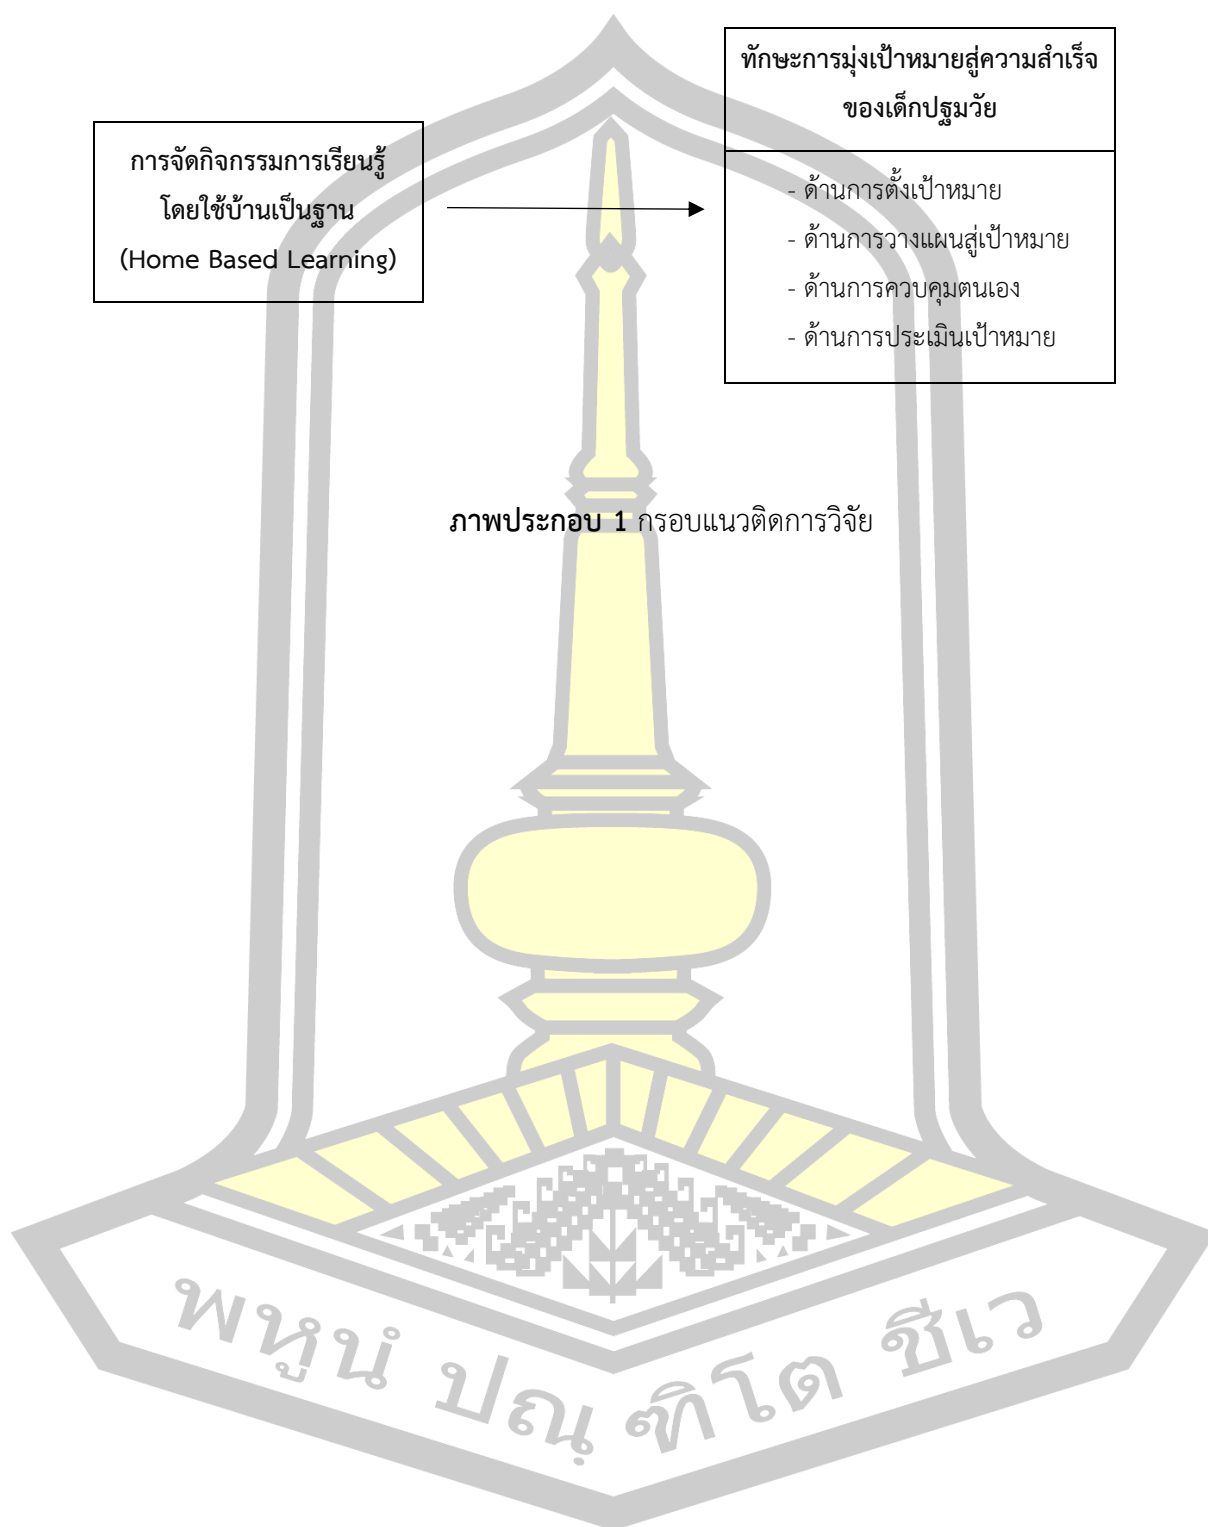 ทักษะการมุ่งเป้าหมายสู่ความสำเร็จ
ของเด็กปฐมวัย
การจัดกิจกรรมการเรียนรู้
โดยใช้บ้านเป็นฐาน
(Home Based Learning)
- ด้านการตั้งเป้าหมาย
- ด้านการวางแผนสู่เป้าหมาย
- ด้านการควบคุมตนเอง
- ด้านการประเมินเป้าหมาย
ภาพประกอบ 1 กรอบแนวติดการวิจัย
พหูนํ ปณฺฑิโต ชีเว